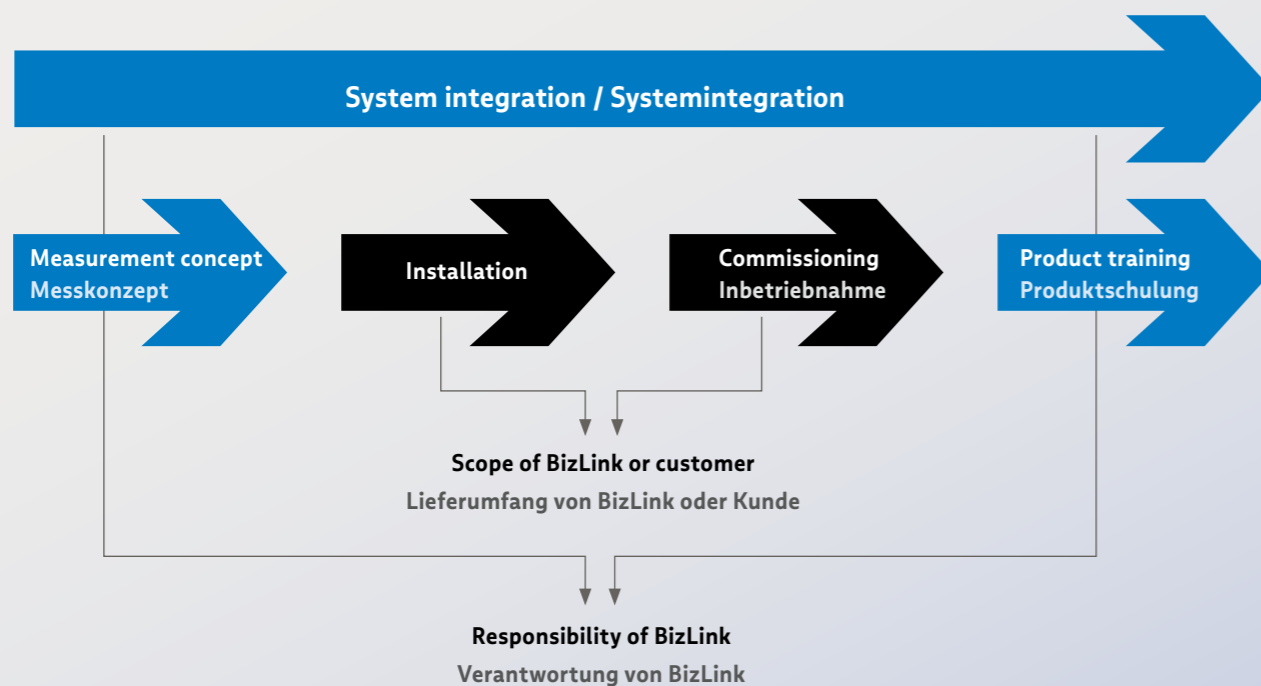 System integration / Systemintegration
Measurement concept
Messkonzept
Installation
Commissioning
Inbetriebnahme
Product training
Produktschulung
Scope of BizLink or customer
Lieferumfang von BizLink oder Kunde
Responsibility of BizLink
Verantwortung von BizLink